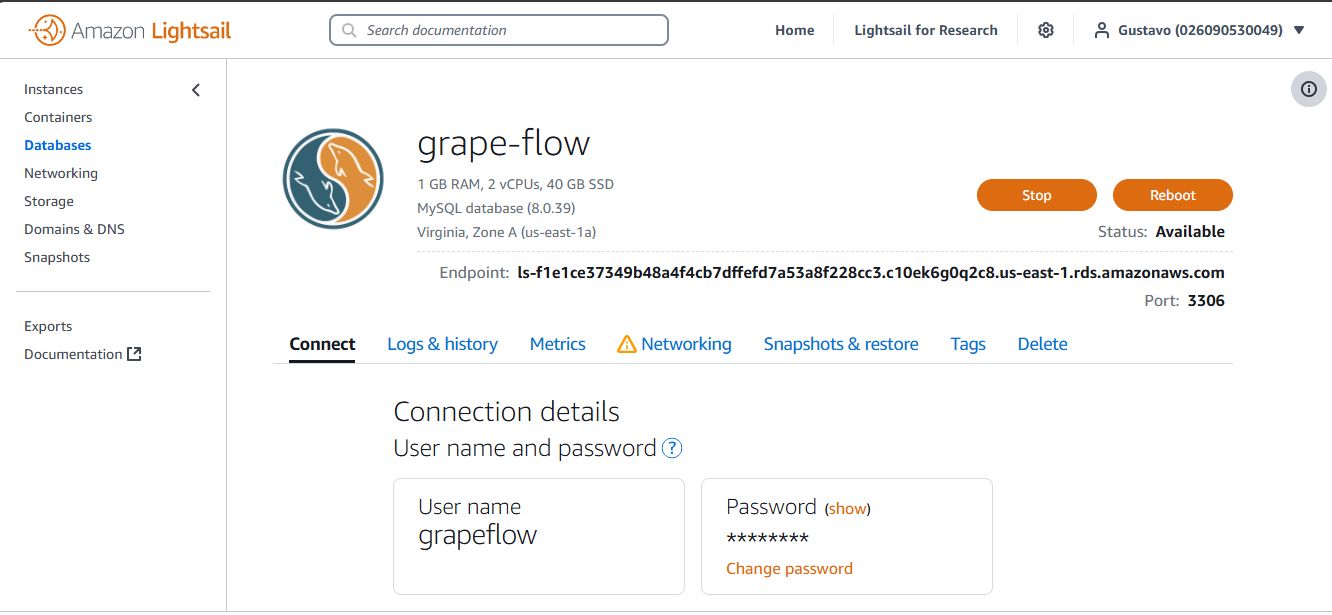 Amazon Lightsail
Search documentation
Home
Lightsail for Research
Gustavo (026090530049)
Instances
Containers
Databases
Networking
Storage
Domains & DNS
Snapshots
Exports
Documentation
grape-flow
1 GB RAM, 2 vCPUs, 40 GB SSD
MySQL database (8.0.39)
Virginia, Zone A (us-east-1a)
Stop
Reboot
Status: Available
Endpoint: ls-f1e1ce37349b48a4f4cb7dffefd7a53a8f228cc3.c10ek6g0q2c8.us-east-1.rds.amazonaws.com
Port: 3306
Connect
Logs & history
Metrics
Networking
Snapshots & restore
Tags
Delete
Connection details
User name and password ?
User name
grapeflow
Password (show)
********
Change password